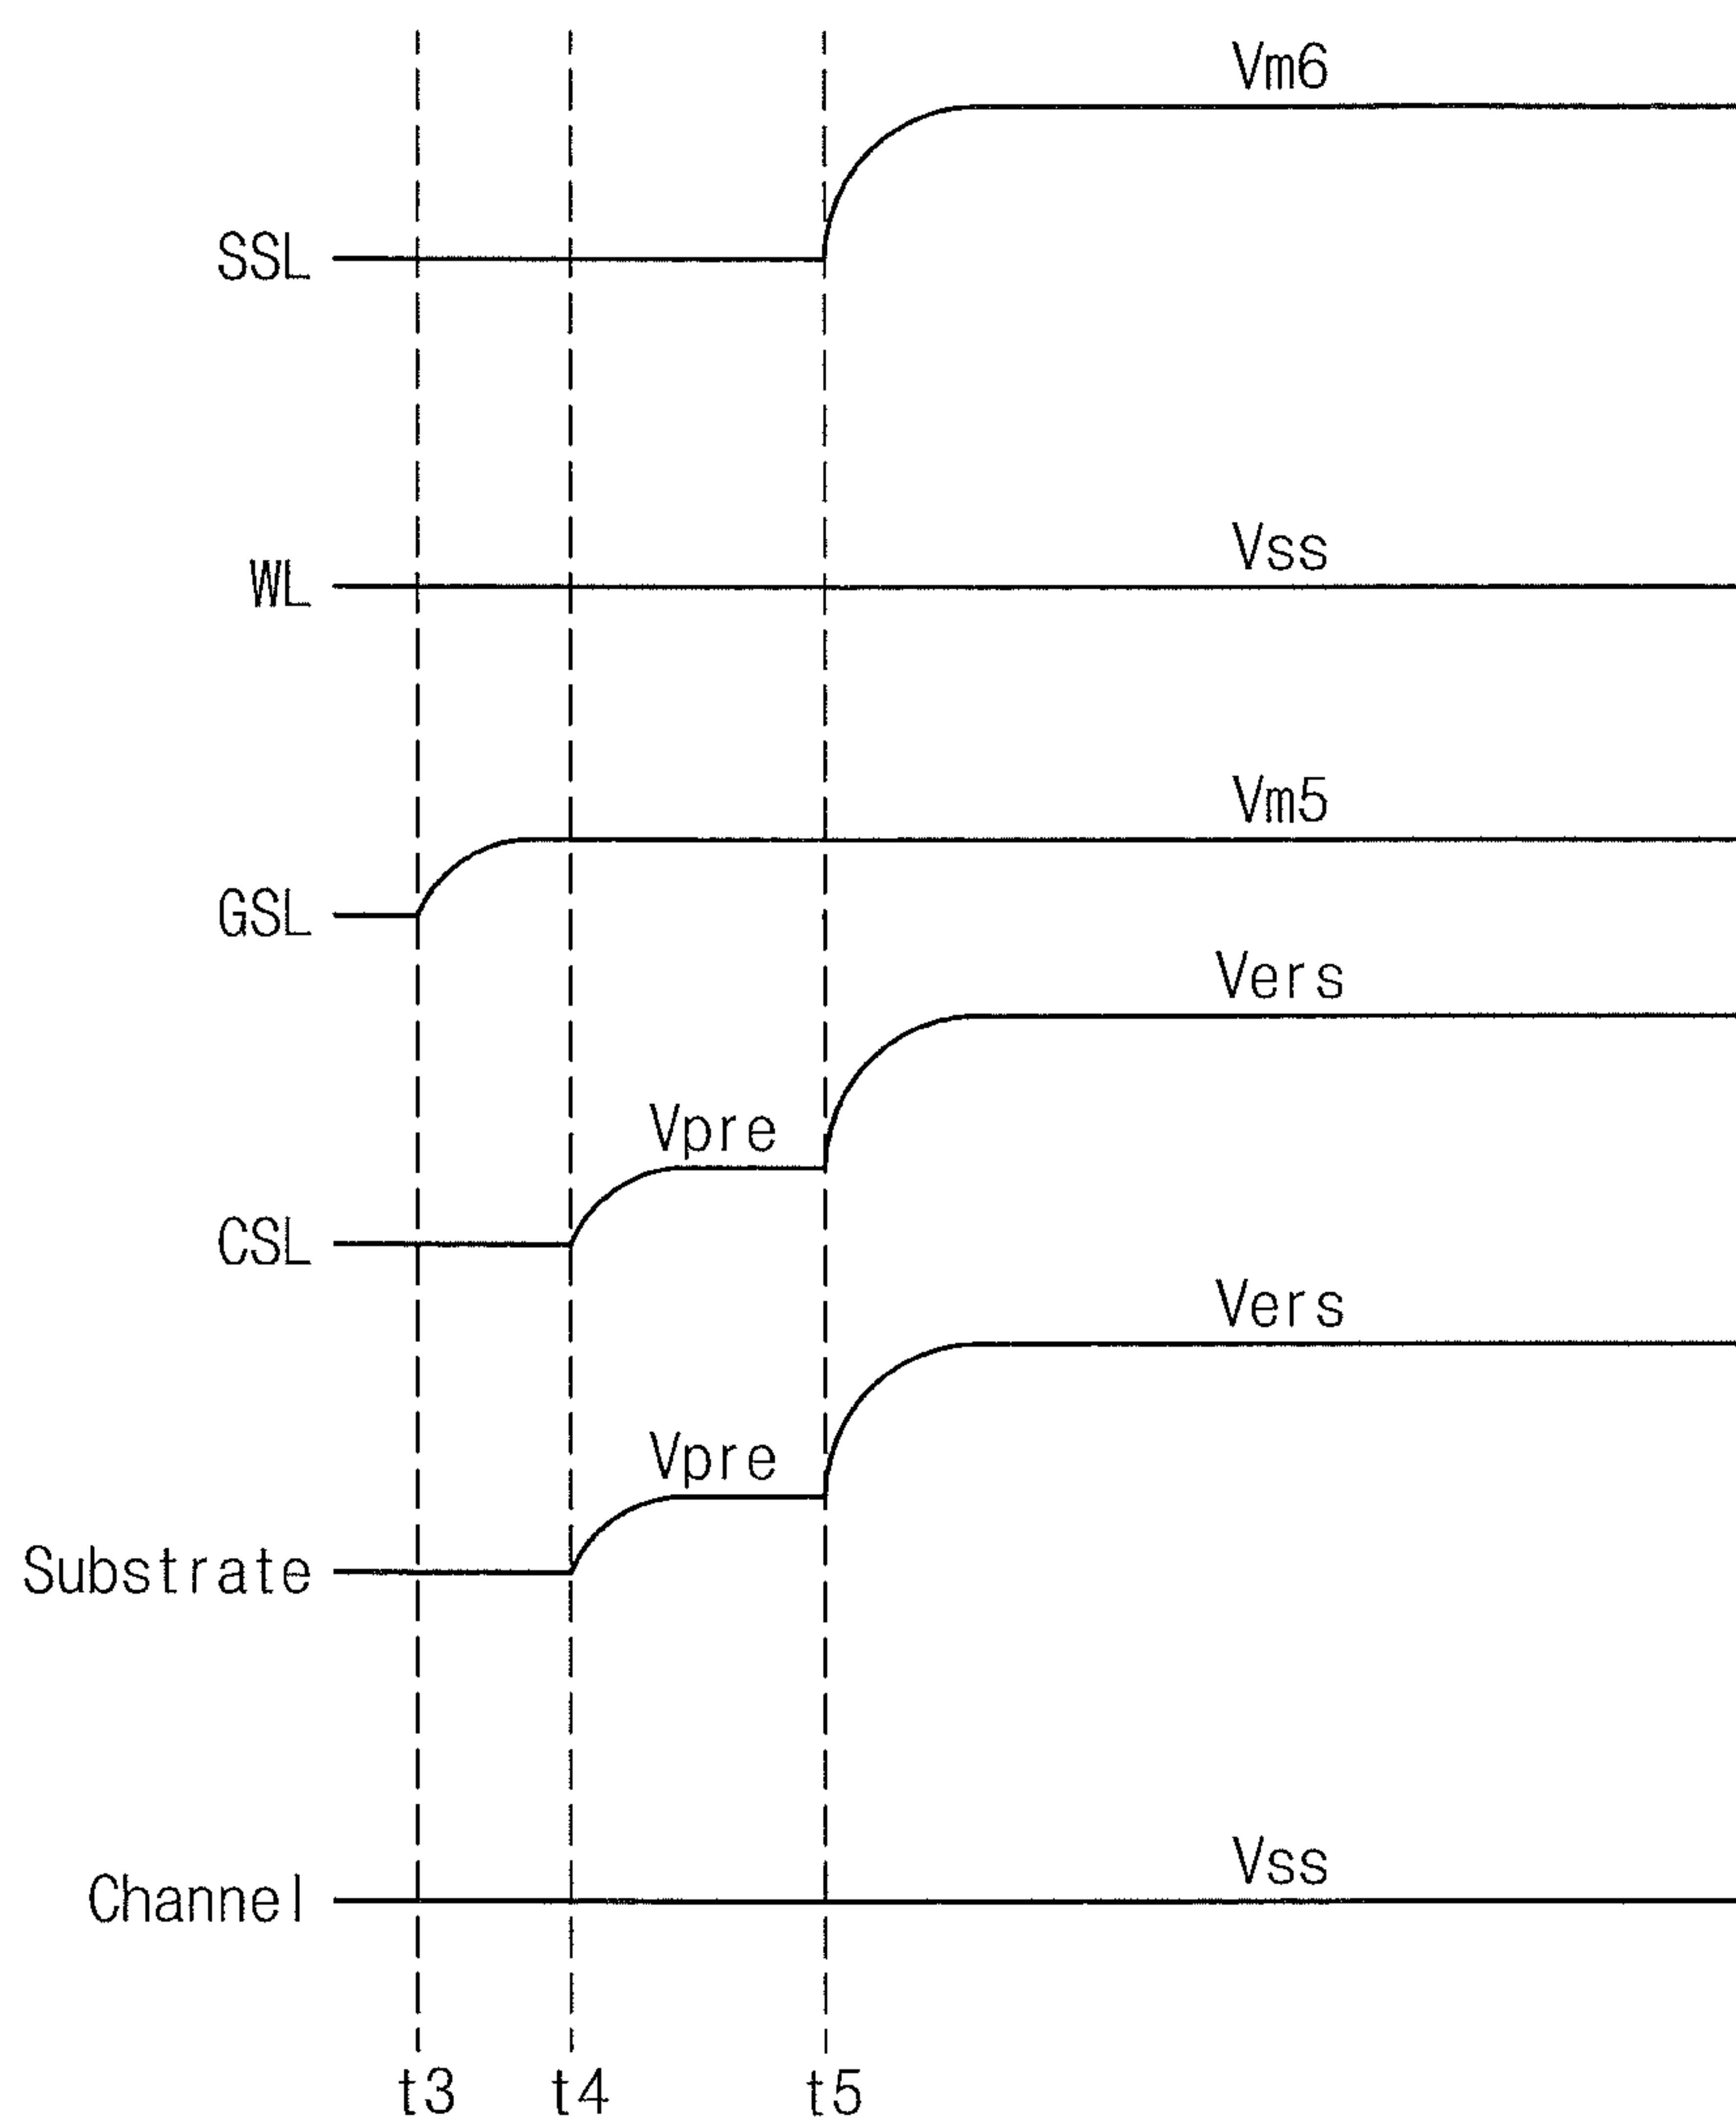 Vm6
SSL
Vss
WL
Vm5
GSL
Vers
Vpre
CSL
Vers
Vpre
Substrate
Vss
Channel
t3 t4 t5